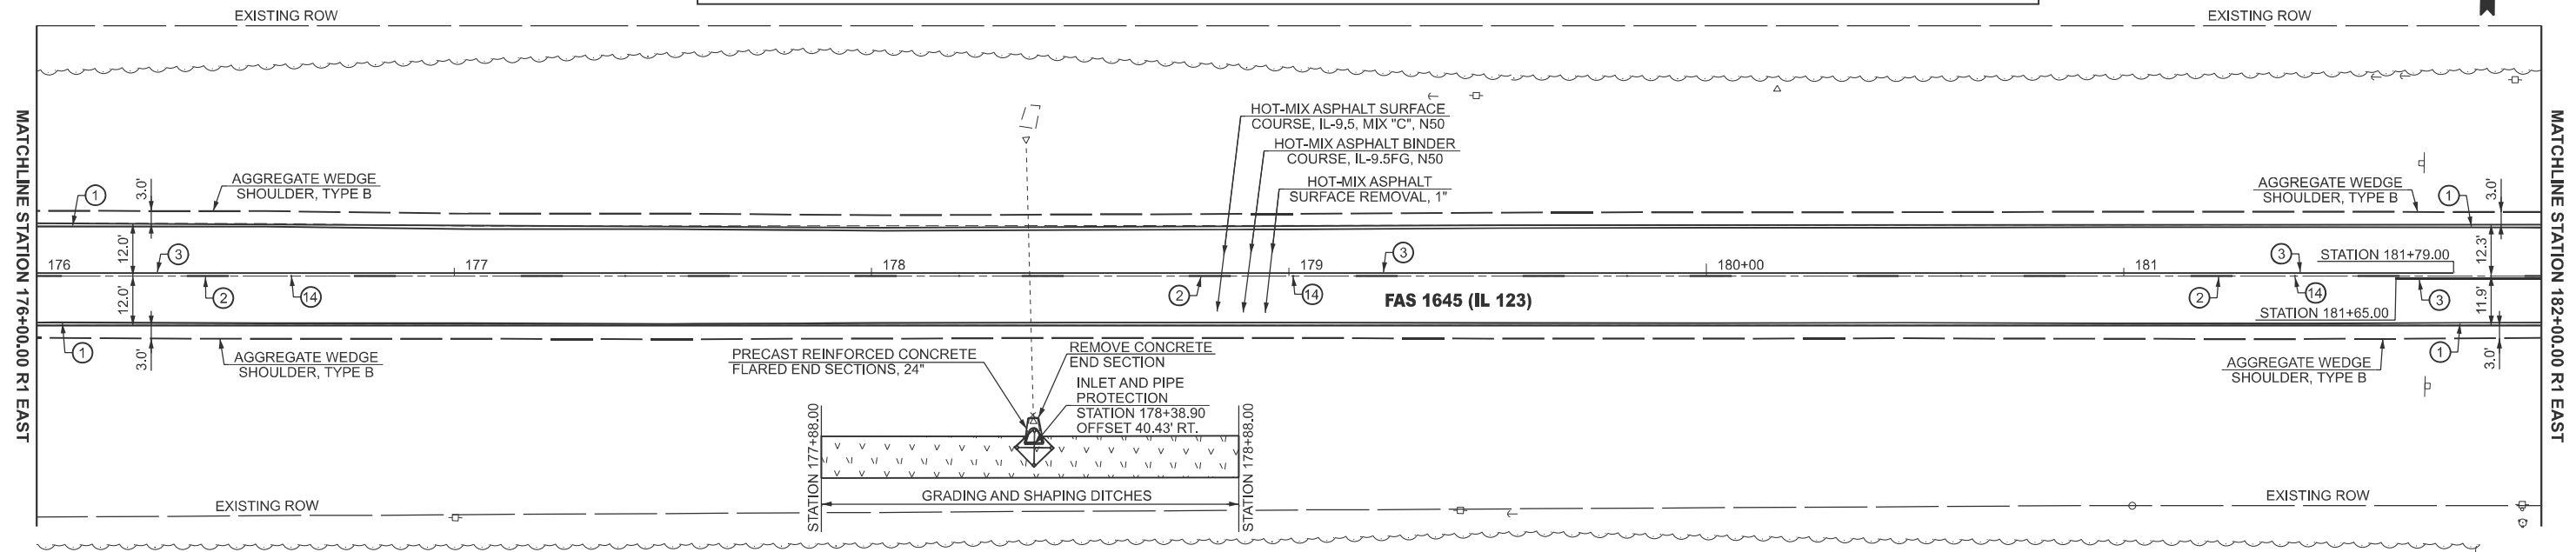 EXISTING ROW
EXISTING ROW
MATCHLINE STATION 176+00.00 R1 EAST
MATCHLINE STATION 182+00.00 R1 EAST
HOT-MIX ASPHALT SURFACE
COURSE, IL-9.5, MIX "C", N50
HOT-MIX ASPHALT BINDER
COURSE, IL-9.5FG, N50
HOT-MIX ASPHALT
SURFACE REMOVAL, 1"
1
3.0'
AGGREGATE WEDGE
SHOULDER, TYPE B
AGGREGATE WEDGE
SHOULDER, TYPE B
1
3.0'
12.0'
3
3
3
STATION 181+79.00
12.3'
176
177
178
179
180+00
181
12.0'
2
14
2
14
FAS 1645 (IL 123)
2
14
3
11.9'
STATION 181+65.00
1
3.0'
AGGREGATE WEDGE
SHOULDER, TYPE B
PRECAST REINFORCED CONCRETE
FLARED END SECTIONS, 24"
REMOVE CONCRETE
END SECTION
INLET AND PIPE
PROTECTION
STATION 178+38.90
OFFSET 40.43' RT.
AGGREGATE WEDGE
SHOULDER, TYPE B
1
3.0'
STATION 177+88.00
STATION 178+88.00
GRADING AND SHAPING DITCHES
EXISTING ROW
EXISTING ROW